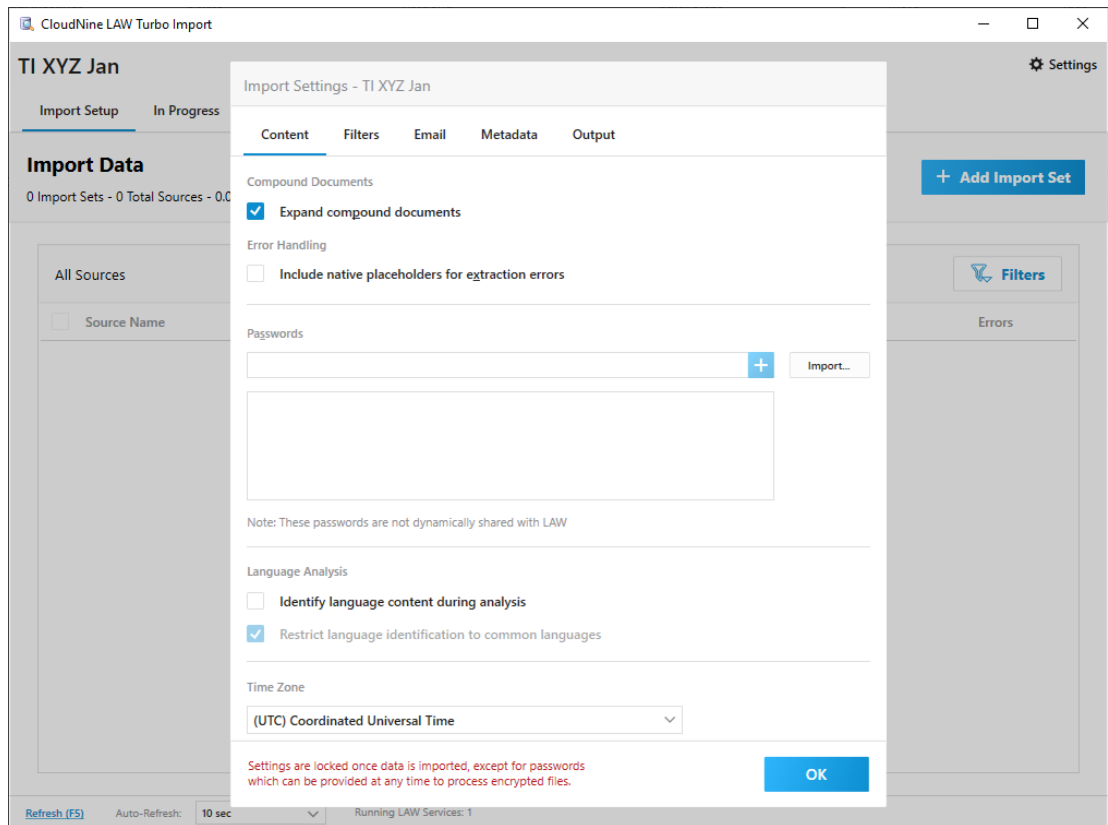 CloudNine LAW Turbo Import
TI XYZ Jan
Settings
Import Settings - TI XYZ Jan
Import Setup
In Progress
Content
Filters
Email
Metadata
Output
Import Data
+ Add Import Set
0 Import Sets - 0 Total Sources - 0.0
Compound Documents
Expand compound documents
Error Handling
Include native placeholders for extraction errors
All Sources
Filters
Source Name
Errors
Passwords
Import...
Note: These passwords are not dynamically shared with LAW
Language Analysis
Identify language content during analysis
Restrict language identification to common languages
Time Zone
(UTC) Coordinated Universal Time
Settings are locked once data is imported, except for passwords
which can be provided at any time to process encrypted files.
OK
Refresh (F5)
Auto-Refresh:
10 sec
Running LAW Services: 1